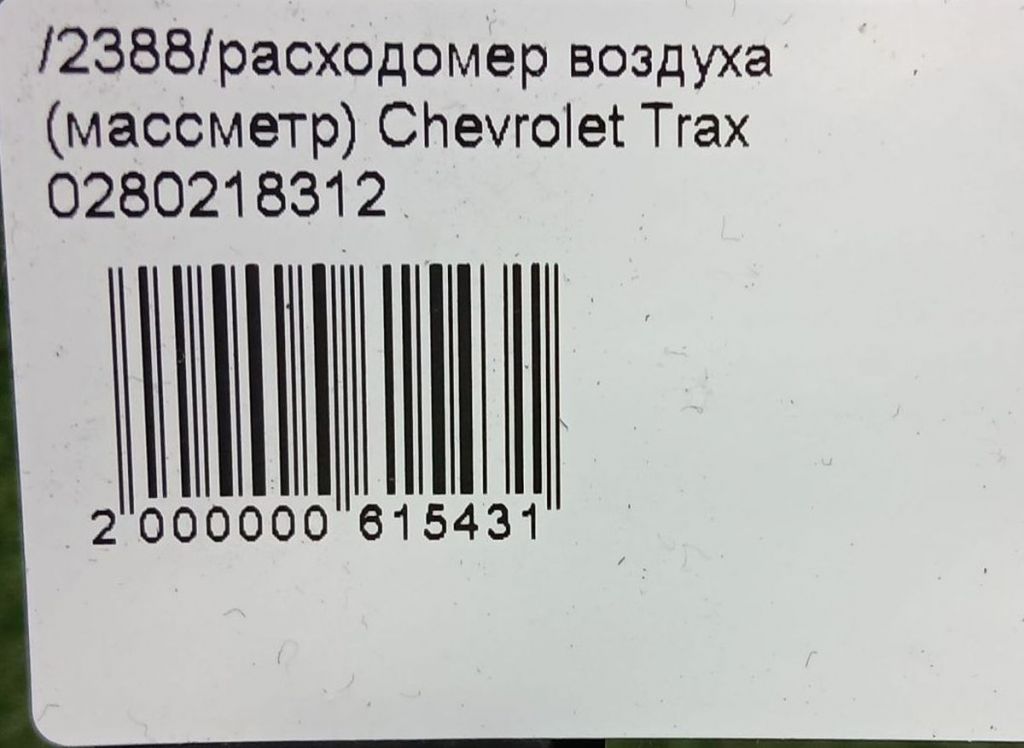 /2388/расходомер воздуха
(массметр) Chevrolet Trax
0280218312
2 000000 615431